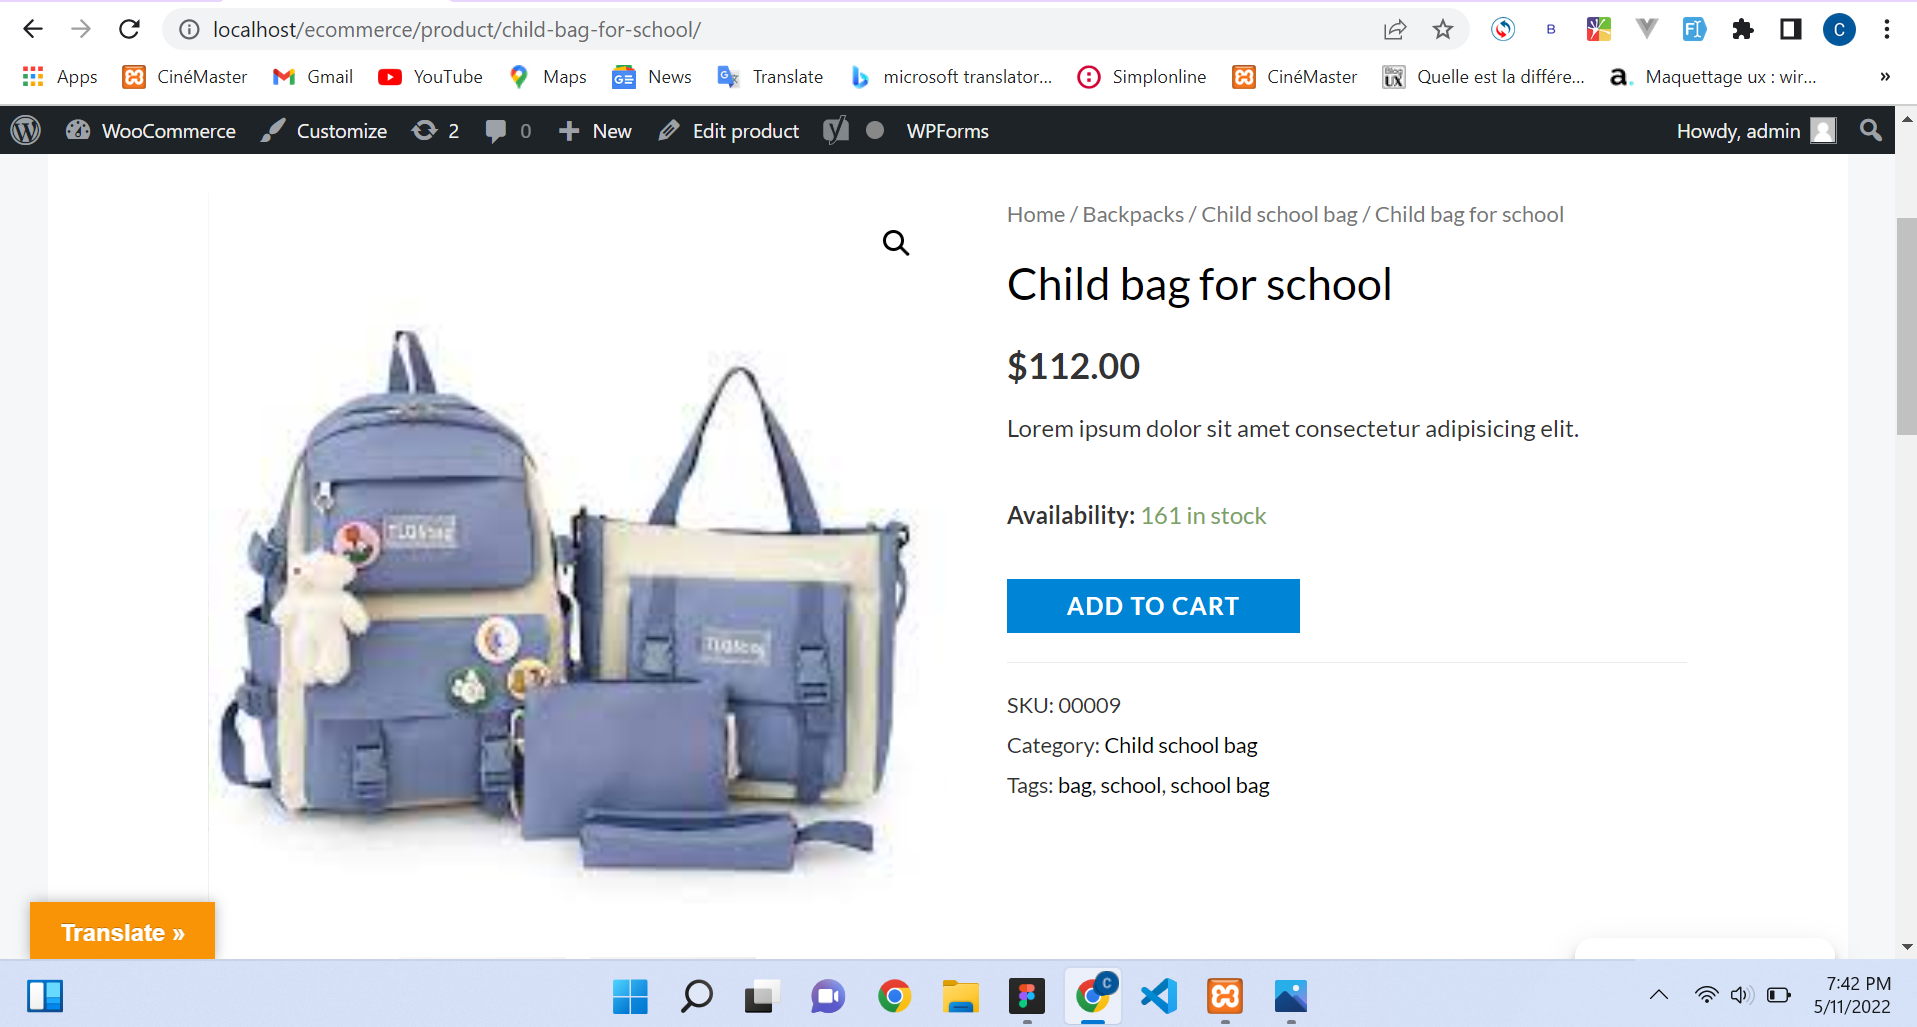 localhost/ecommerce/product/child-bag-for-school/
B
C
Apps
CinéMaster
Gmail
YouTube
Maps
News
Translate
microsoft translator...
Simplonline
CinéMaster
Quelle est la différe...
Maquettage ux : wir...
»
WooCommerce
Customize
2
0
New
Edit product
WPForms
Howdy, admin
Home / Backpacks / Child school bag / Child bag for school
Child bag for school
$112.00
Lorem ipsum dolor sit amet consectetur adipisicing elit.
Availability: 161 in stock
ADD TO CART
SKU: 00009
Category: Child school bag
Tags: bag, school, school bag
Translate »
C
7:42 PM
5/11/2022